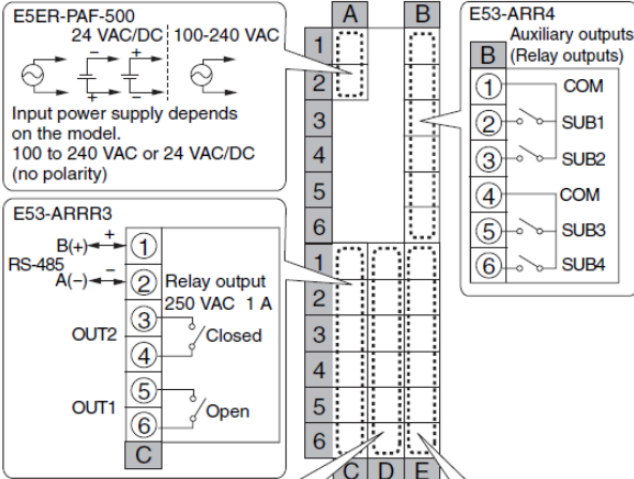 E5ER-PAF-500
24 VAC/DC 100-240 VAC
− +
+ −
Input power supply depends
on the model.
100 to 240 VAC or 24 VAC/DC
(no polarity)
A B
1
2
3
4
5
6
1
2
3
4
5
6
C D E
E53-ARR4
Auxiliary outputs
(Relay outputs)
B
1 COM
2 SUB1
3 SUB2
4 COM
5 SUB3
6 SUB4
E53-ARRR3
B(+) + 1
RS-485
A(−) − 2
Relay output
250 VAC 1 A
OUT2 3 Closed
4
OUT1 5 Open
6
C